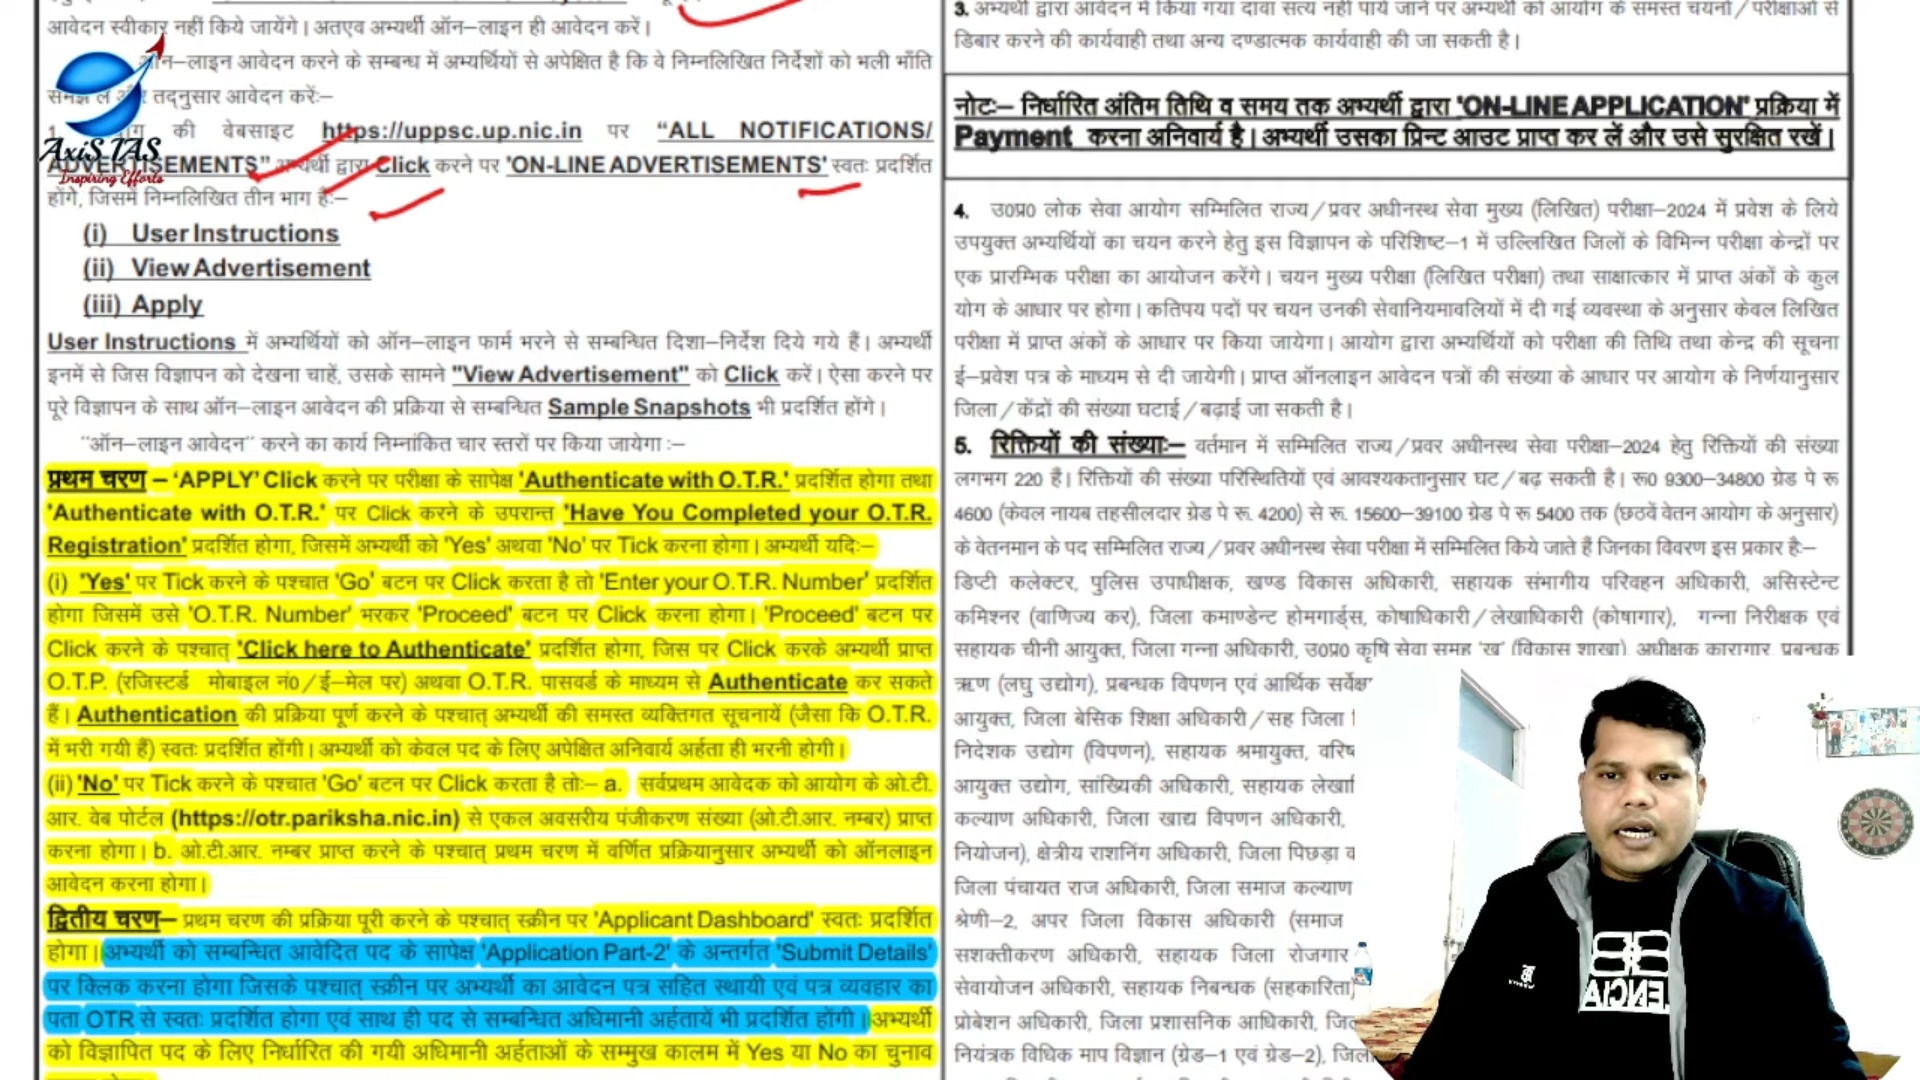 आवेदन स्वीकार नहीं किये जायेंगे। अतएव अभ्यर्थी ऑन–लाइन ही आवेदन करें।
ऑन–लाइन आवेदन करने के सम्बन्ध में अभ्यर्थियों से अपेक्षित है कि वे निम्नलिखित निर्देशों को भली भाँति
समझ लें और तद्नुसार आवेदन करेंः–
की वेबसाइट https://uppsc.up.nic.in पर “ALL NOTIFICATIONS/
ADVERTISEMENTS” अभ्यर्थी द्वारा Click करने पर 'ON-LINE ADVERTISEMENTS' स्वतः प्रदर्शित
होंगे, जिसमें निम्नलिखित तीन भाग हैः–
(i) User Instructions
(ii) View Advertisement
(iii) Apply
User Instructions में अभ्यर्थियों को ऑन–लाइन फार्म भरने से सम्बन्धित दिशा–निर्देश दिये गये हैं। अभ्यर्थी
इनमें से जिस विज्ञापन को देखना चाहें, उसके सामने "View Advertisement" को Click करें। ऐसा करने पर
पूरे विज्ञापन के साथ ऑन–लाइन आवेदन की प्रक्रिया से सम्बन्धित Sample Snapshots भी प्रदर्शित होंगे।
“ऑन–लाइन आवेदन” करने का कार्य निम्नांकित चार स्तरों पर किया जायेगा :–
प्रथम चरण – ‘APPLY’ Click करने पर परीक्षा के सापेक्ष 'Authenticate with O.T.R.' प्रदर्शित होगा तथा
'Authenticate with O.T.R.' पर Click करने के उपरान्त 'Have You Completed your O.T.R.
Registration' प्रदर्शित होगा, जिसमें अभ्यर्थी को 'Yes' अथवा 'No' पर Tick करना होगा। अभ्यर्थी यदिः–
(i) 'Yes' पर Tick करने के पश्चात 'Go' बटन पर Click करता है तो 'Enter your O.T.R. Number' प्रदर्शित
होगा जिसमें उसे 'O.T.R. Number' भरकर 'Proceed' बटन पर Click करना होगा। 'Proceed' बटन पर
Click करने के पश्चात् 'Click here to Authenticate' प्रदर्शित होगा, जिस पर Click करके अभ्यर्थी प्राप्त
O.T.P. (रजिस्टर्ड मोबाइल नं0/ई–मेल पर) अथवा O.T.R. पासवर्ड के माध्यम से Authenticate कर सकते
हैं। Authentication की प्रक्रिया पूर्ण करने के पश्चात् अभ्यर्थी की समस्त व्यक्तिगत सूचनायें (जैसा कि O.T.R.
में भरी गयी हैं) स्वतः प्रदर्शित होंगी। अभ्यर्थी को केवल पद के लिए अपेक्षित अनिवार्य अर्हता ही भरनी होगी।
(ii) 'No' पर Tick करने के पश्चात 'Go' बटन पर Click करता है तोः– a. सर्वप्रथम आवेदक को आयोग के ओ.टी.
आर. वेब पोर्टल (https://otr.pariksha.nic.in) से एकल अवसरीय पंजीकरण संख्या (ओ.टी.आर. नम्बर) प्राप्त
करना होगा। b. ओ.टी.आर. नम्बर प्राप्त करने के पश्चात् प्रथम चरण में वर्णित प्रक्रियानुसार अभ्यर्थी को ऑनलाइन
आवेदन करना होगा।
द्वितीय चरण– प्रथम चरण की प्रक्रिया पूरी करने के पश्चात् स्क्रीन पर 'Applicant Dashboard' स्वतः प्रदर्शित
होगा। अभ्यर्थी को सम्बन्धित आवेदित पद के सापेक्ष 'Application Part-2' के अन्तर्गत 'Submit Details'
पर क्लिक करना होगा जिसके पश्चात् स्क्रीन पर अभ्यर्थी का आवेदन पत्र सहित स्थायी एवं पत्र व्यवहार का
पता OTR से स्वतः प्रदर्शित होगा एवं साथ ही पद से सम्बन्धित अधिमानी अर्हतायें भी प्रदर्शित होंगी। अभ्यर्थी
को विज्ञापित पद के लिए निर्धारित की गयी अधिमानी अर्हताओं के सम्मुख कालम में Yes या No का चुनाव
AxiS IAS
Inspiring Efforts
3. अभ्यर्थी द्वारा आवेदन में किया गया दावा सत्य नहीं पाये जाने पर अभ्यर्थी को आयोग के समस्त चयनों/परीक्षाओं से
डिबार करने की कार्यवाही तथा अन्य दण्डात्मक कार्यवाही की जा सकती है।
नोटः– निर्धारित अंतिम तिथि व समय तक अभ्यर्थी द्वारा 'ON-LINE APPLICATION' प्रक्रिया में
Payment करना अनिवार्य है। अभ्यर्थी उसका प्रिन्ट आउट प्राप्त कर लें और उसे सुरक्षित रखें।
4. उ0प्र0 लोक सेवा आयोग सम्मिलित राज्य/प्रवर अधीनस्थ सेवा मुख्य (लिखित) परीक्षा–2024 में प्रवेश के लिये
उपयुक्त अभ्यर्थियों का चयन करने हेतु इस विज्ञापन के परिशिष्ट–1 में उल्लिखित जिलों के विभिन्न परीक्षा केन्द्रों पर
एक प्रारम्भिक परीक्षा का आयोजन करेंगे। चयन मुख्य परीक्षा (लिखित परीक्षा) तथा साक्षात्कार में प्राप्त अंकों के कुल
योग के आधार पर होगा। कतिपय पदों पर चयन उनकी सेवानियमावलियों में दी गई व्यवस्था के अनुसार केवल लिखित
परीक्षा में प्राप्त अंकों के आधार पर किया जायेगा। आयोग द्वारा अभ्यर्थियों को परीक्षा की तिथि तथा केन्द्र की सूचना
ई–प्रवेश पत्र के माध्यम से दी जायेगी। प्राप्त ऑनलाइन आवेदन पत्रों की संख्या के आधार पर आयोग के निर्णयानुसार
जिला/केंद्रों की संख्या घटाई/बढ़ाई जा सकती है।
5. रिक्तियों की संख्याः– वर्तमान में सम्मिलित राज्य/प्रवर अधीनस्थ सेवा परीक्षा–2024 हेतु रिक्तियों की संख्या
लगभग 220 हैं। रिक्तियों की संख्या परिस्थितियों एवं आवश्यकतानुसार घट/बढ़ सकती है। रू0 9300–34800 ग्रेड पे रू
4600 (केवल नायब तहसीलदार ग्रेड पे रू. 4200) से रू. 15600–39100 ग्रेड पे रू 5400 तक (छठवें वेतन आयोग के अनुसार)
के वेतनमान के पद सम्मिलित राज्य/प्रवर अधीनस्थ सेवा परीक्षा में सम्मिलित किये जाते हैं जिनका विवरण इस प्रकार हैः–
डिप्टी कलेक्टर, पुलिस उपाधीक्षक, खण्ड विकास अधिकारी, सहायक संभागीय परिवहन अधिकारी, असिस्टेन्ट
कमिश्नर (वाणिज्य कर), जिला कमाण्डेन्ट होमगार्ड्स, कोषाधिकारी/लेखाधिकारी (कोषागार), गन्ना निरीक्षक एवं
सहायक चीनी आयुक्त, जिला गन्ना अधिकारी, उ0प्र0 कृषि सेवा समूह 'ख' (विकास शाखा) अधीक्षक कारागार, प्रबन्धक
ऋण (लघु उद्योग), प्रबन्धक विपणन एवं आर्थिक सर्वेक्ष
आयुक्त, जिला बेसिक शिक्षा अधिकारी/सह जिला
निदेशक उद्योग (विपणन), सहायक श्रमायुक्त, वरिष्
आयुक्त उद्योग, सांख्यिकी अधिकारी, सहायक लेखा
कल्याण अधिकारी, जिला खाद्य विपणन अधिकारी,
नियोजन), क्षेत्रीय राशनिंग अधिकारी, जिला पिछड़ा व
जिला पंचायत राज अधिकारी, जिला समाज कल्याण
श्रेणी–2, अपर जिला विकास अधिकारी (समाज
सशक्तीकरण अधिकारी, सहायक जिला रोजगार
सेवायोजन अधिकारी, सहायक निबन्धक (सहकारिता)
प्रोबेशन अधिकारी, जिला प्रशासनिक आधिकारी, जि
नियंत्रक विधिक माप विज्ञान (ग्रेड–1 एवं ग्रेड–2), जिला